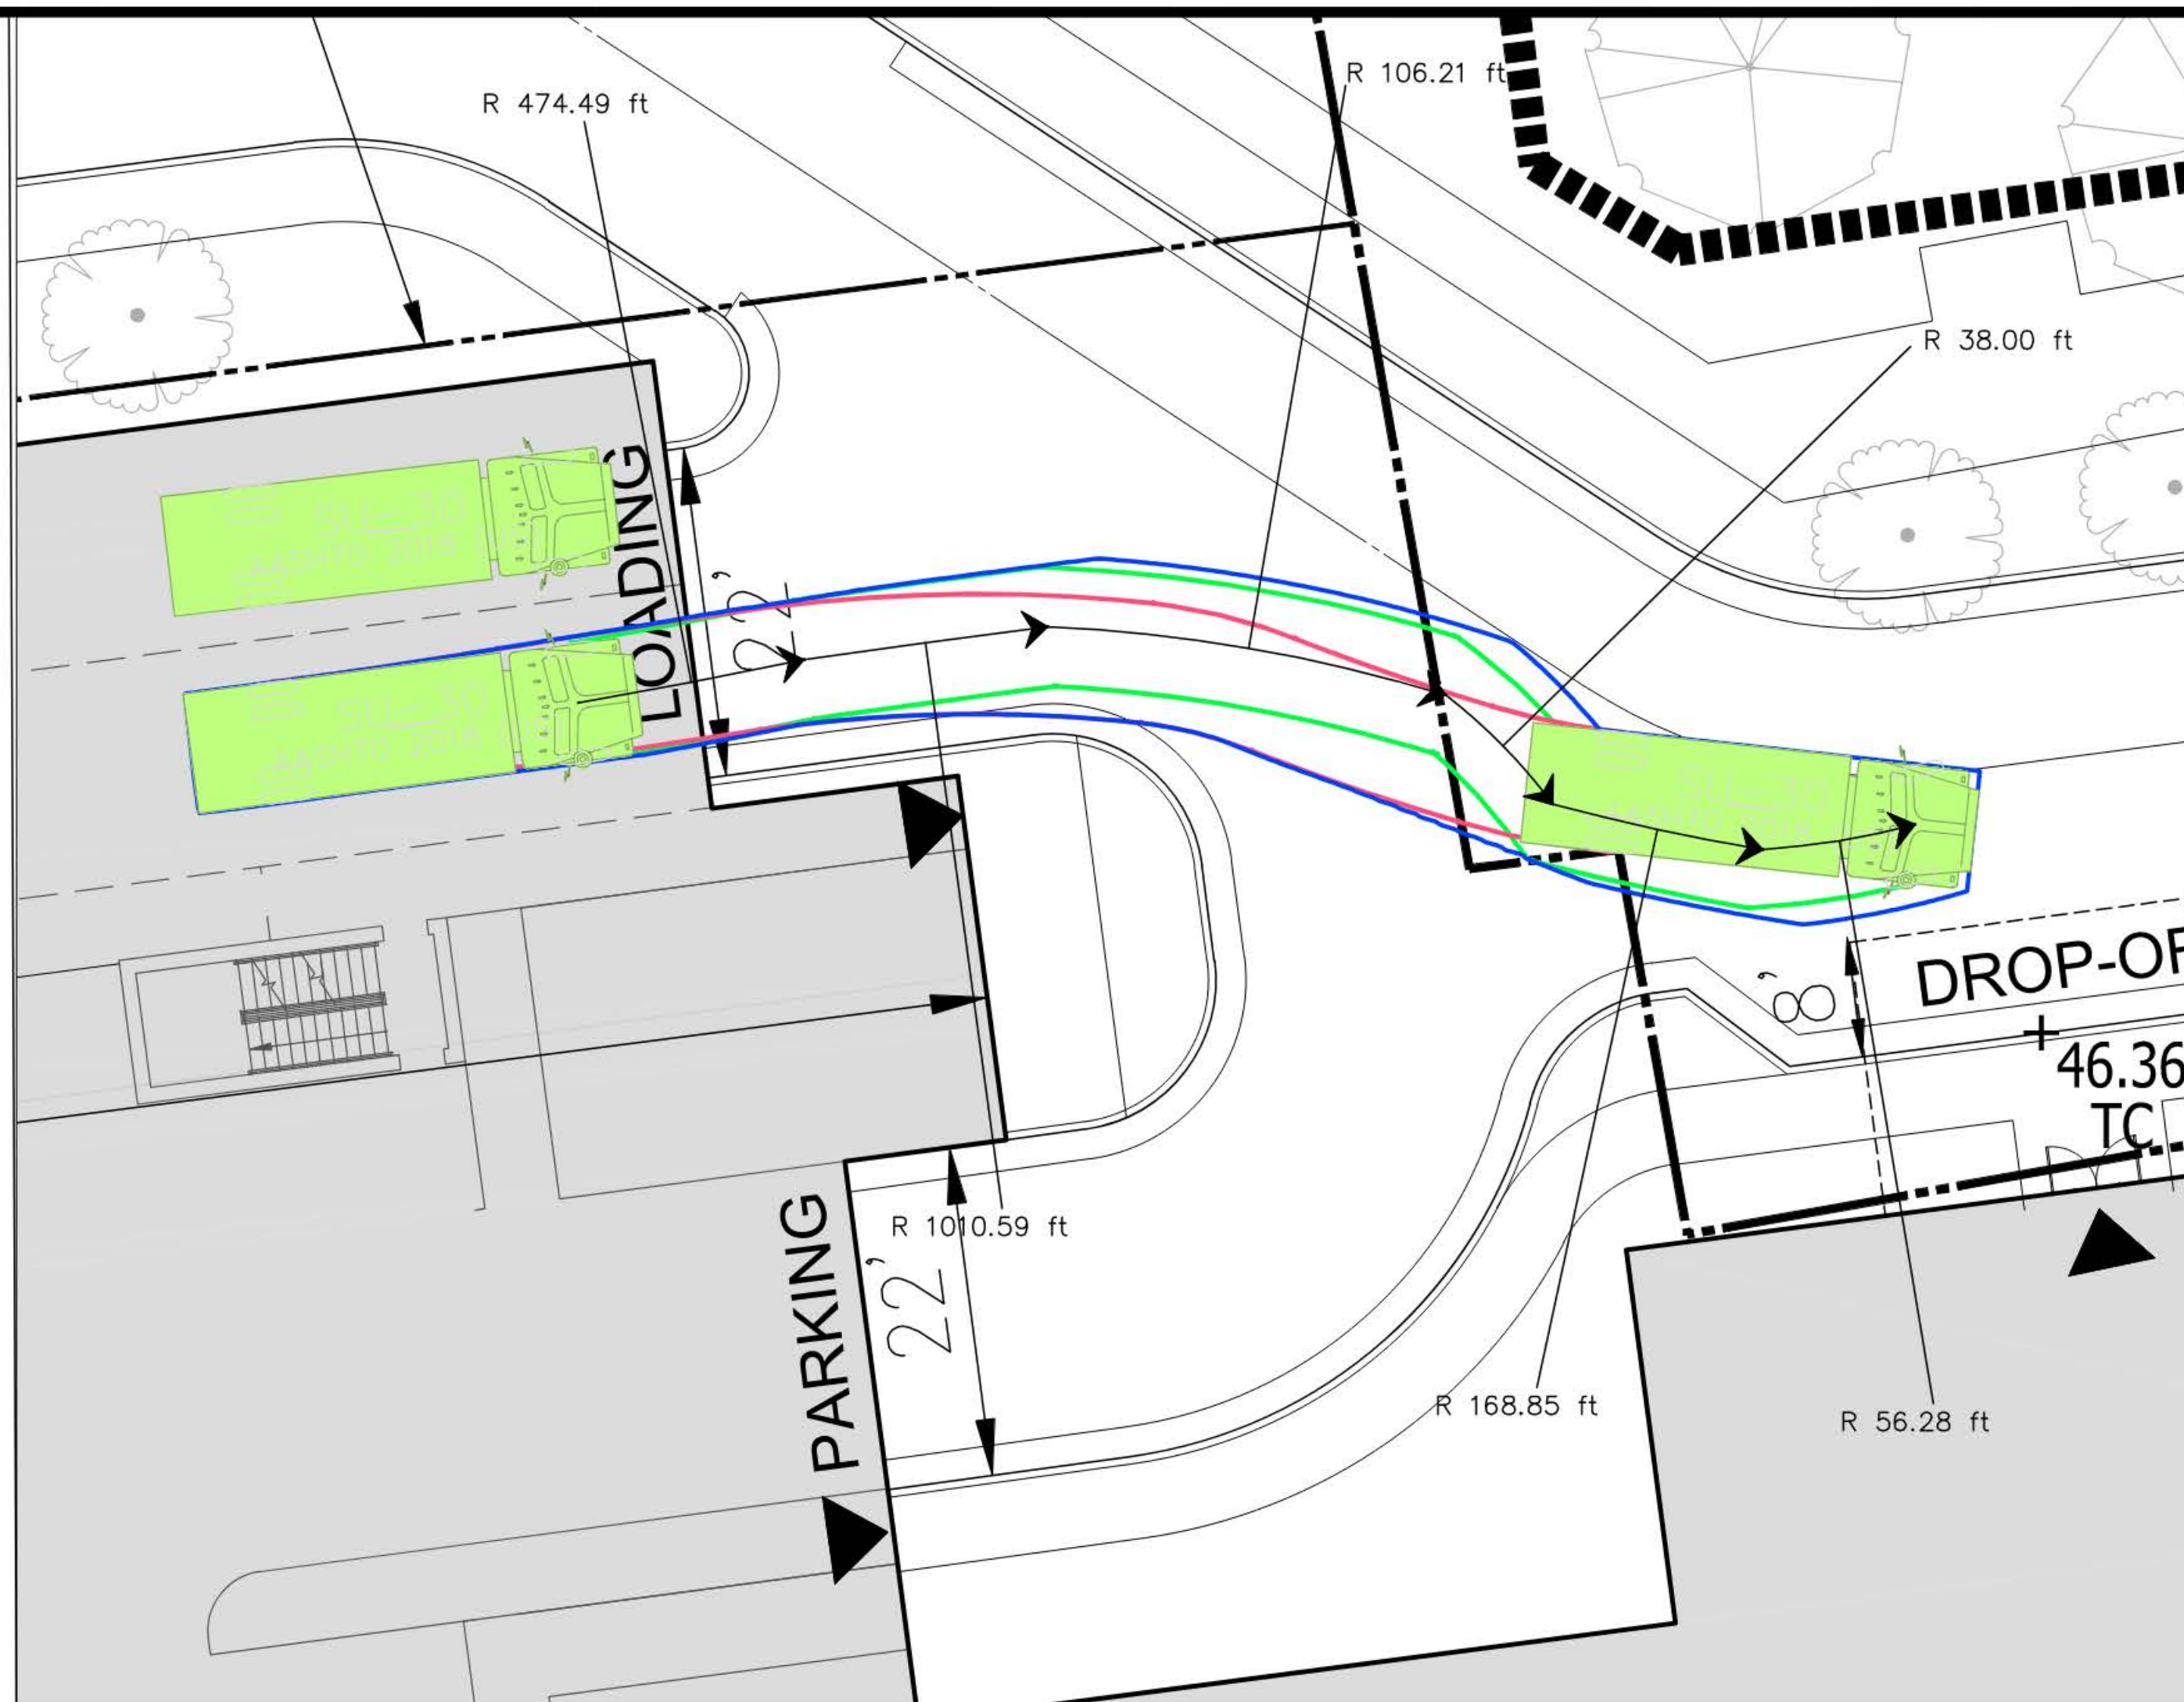 R 474.49 ft
R 106.21 ft
R 38.00 ft
SU-30
AASHTO 2018
LOADING
22'
SU-30
AASHTO 2018
SU-30
AASHTO 2018
DROP-OF
8'
46.36
TC
PARKING
R 1010.59 ft
22'
R 168.85 ft
R 56.28 ft